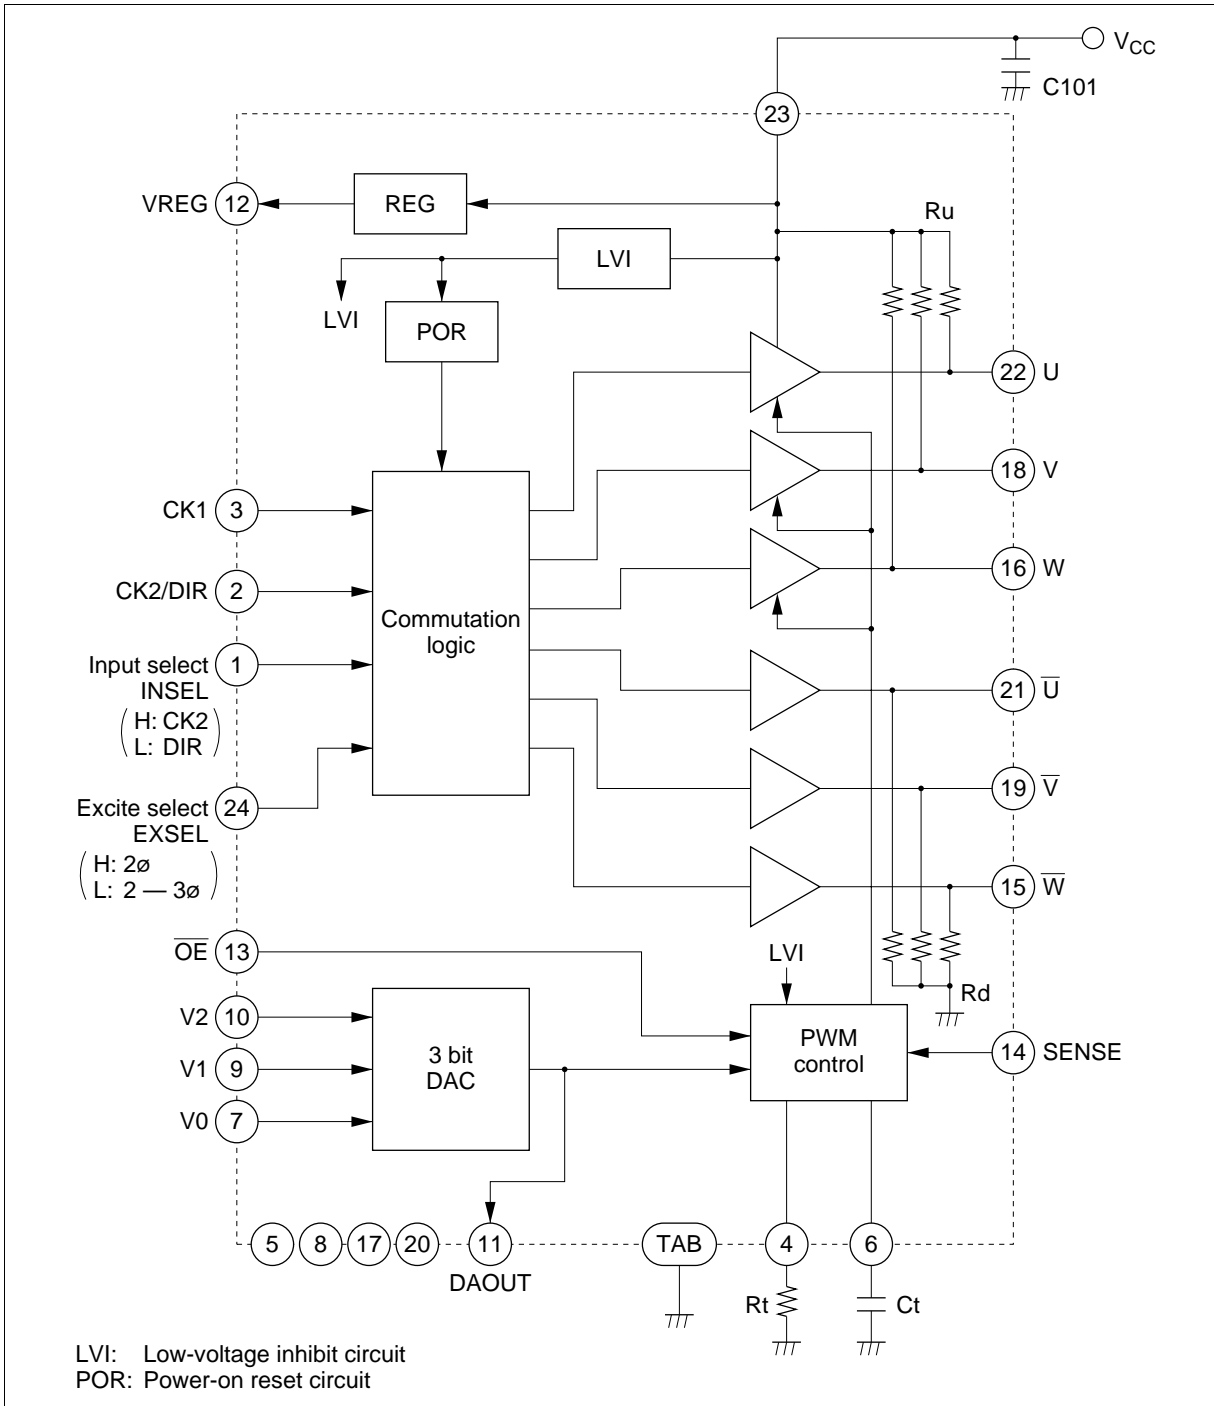 VCC
C101
23
VREG 12
REG
Ru
LVI
LVI
POR
22 U
18 V
CK1 3
16 W
CK2/DIR 2
Commutation
logic
Input select 1
INSEL
( H: CK2
L: DIR )
21 U̅
19 V̅
Excite select 24
EXSEL
( H: 2ø
L: 2 — 3ø )
15 W̅
O̅E̅ 13
LVI
Rd
V2 10
3 bit
DAC
PWM
control
14 SENSE
V1 9
V0 7
5 8 17 20 11 TAB 4 6
DAOUT
Rt
Ct
LVI: Low-voltage inhibit circuit
POR: Power-on reset circuit